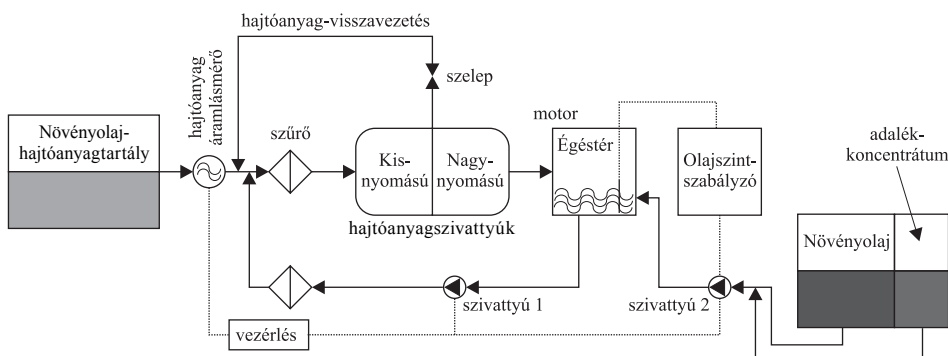 hajtóanyag-visszavezetés
hajtóanyag
áramlásmérő
szelep
szűrő
motor
Növényolaj-
hajtóanyagtartály
Kis-
nyomású
Nagy-
nyomású
hajtóanyagszivattyúk
Égéstér
Olajszint-
szabályzó
adalék-
koncentrátum
Növényolaj
szivattyú 1
szivattyú 2
vezérlés